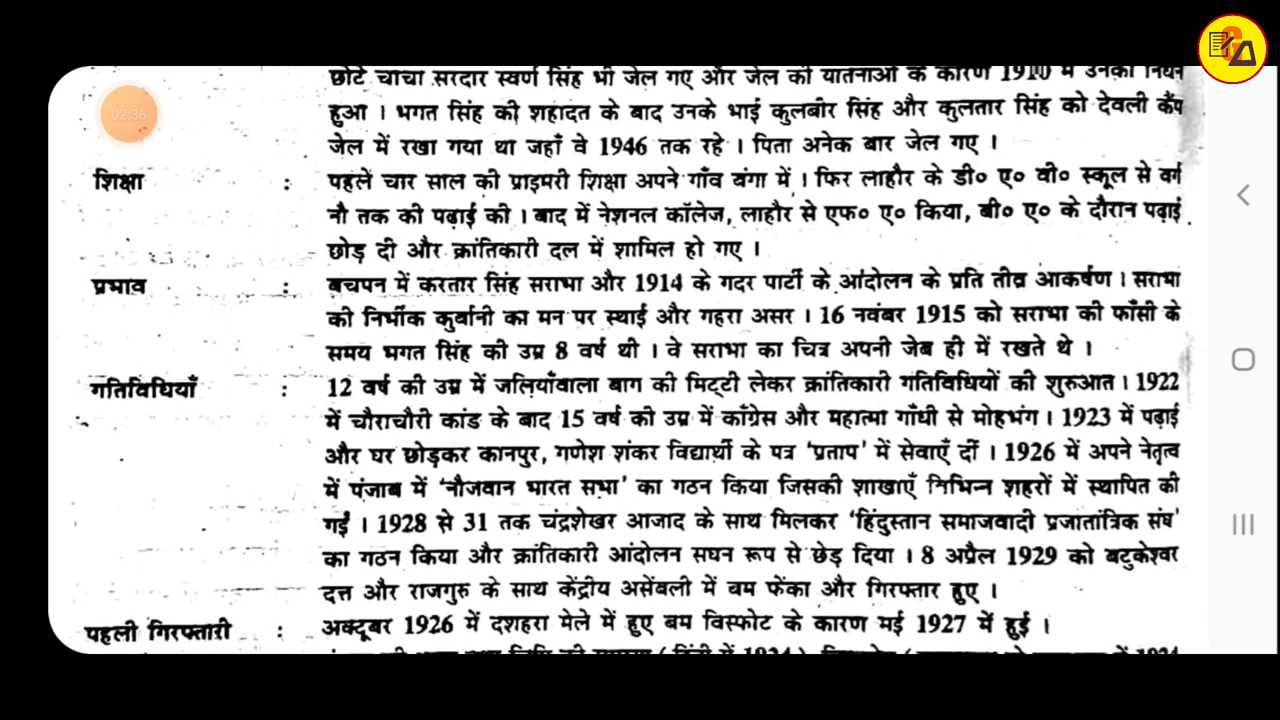 02:36
छोटे चाचा सरदार स्वर्ण सिंह भी जेल गए और जेल की यातनाओं के कारण 1910 में उनका निधन
हुआ । भगत सिंह की शहादत के बाद उनके भाई कुलबीर सिंह और कुलतार सिंह को देवली कैंप
जेल में रखा गया था जहाँ वे 1946 तक रहे । पिता अनेक बार जेल गए ।
शिक्षा : पहले चार साल की प्राइमरी शिक्षा अपने गाँव बंगा में । फिर लाहौर के डी० ए० वी० स्कूल से वर्ग
नौ तक की पढ़ाई की । बाद में नेशनल कॉलेज, लाहौर से एफ० ए० किया, बी० ए० के दौरान पढ़ाई
छोड़ दी और क्रांतिकारी दल में शामिल हो गए ।
प्रभाव : बचपन में करतार सिंह सराभा और 1914 के गदर पार्टी के आंदोलन के प्रति तीव्र आकर्षण । सराभा
की निर्भीक कुर्बानी का मन पर स्थाई और गहरा असर । 16 नवंबर 1915 को सराभा की फाँसी के
समय भगत सिंह की उम्र 8 वर्ष थी । वे सराभा का चित्र अपनी जेब ही में रखते थे ।
गतिविधियाँ : 12 वर्ष की उम्र में जलियाँवाला बाग की मिट्टी लेकर क्रांतिकारी गतिविधियों की शुरुआत । 1922
में चौराचौरी कांड के बाद 15 वर्ष की उम्र में काँग्रेस और महात्मा गाँधी से मोहभंग । 1923 में पढ़ाई
और घर छोड़कर कानपुर, गणेश शंकर विद्यार्थी के पत्र ‘प्रताप’ में सेवाएँ दीं । 1926 में अपने नेतृत्व
में पंजाब में ‘नौजवान भारत सभा’ का गठन किया जिसकी शाखाएँ विभिन्न शहरों में स्थापित की
गईं । 1928 से 31 तक चंद्रशेखर आजाद के साथ मिलकर ‘हिंदुस्तान समाजवादी प्रजातांत्रिक संघ’
का गठन किया और क्रांतिकारी आंदोलन सघन रूप से छेड़ दिया । 8 अप्रैल 1929 को बटुकेश्वर
दत्त और राजगुरु के साथ केंद्रीय असेंबली में बम फेंका और गिरफ्तार हुए ।
पहली गिरफ्तारी : अक्टूबर 1926 में दशहरा मेले में हुए बम विस्फोट के कारण मई 1927 में हुई ।